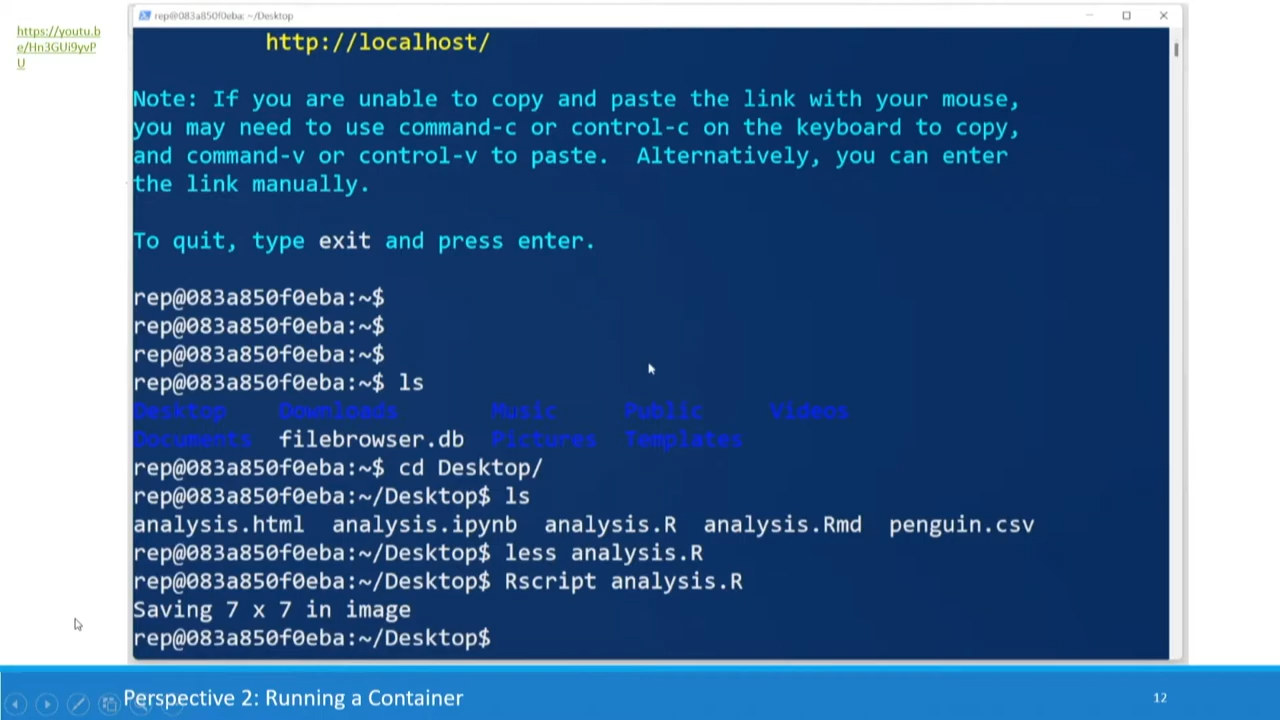 https://youtu.b
e/Hn3GUi9yvP
U
rep@083a850f0eba: ~/Desktop
http://localhost/
Note: If you are unable to copy and paste the link with your mouse,
you may need to use command-c or control-c on the keyboard to copy,
and command-v or control-v to paste.  Alternatively, you can enter
the link manually.
To quit, type exit and press enter.
rep@083a850f0eba:~$
rep@083a850f0eba:~$
rep@083a850f0eba:~$
rep@083a850f0eba:~$ ls
Desktop Downloads Music Public Videos
Documents filebrowser.db Pictures Templates
rep@083a850f0eba:~$ cd Desktop/
rep@083a850f0eba:~/Desktop$ ls
analysis.html analysis.ipynb analysis.R analysis.Rmd penguin.csv
rep@083a850f0eba:~/Desktop$ less analysis.R
rep@083a850f0eba:~/Desktop$ Rscript analysis.R
Saving 7 x 7 in image
rep@083a850f0eba:~/Desktop$
Perspective 2: Running a Container
12